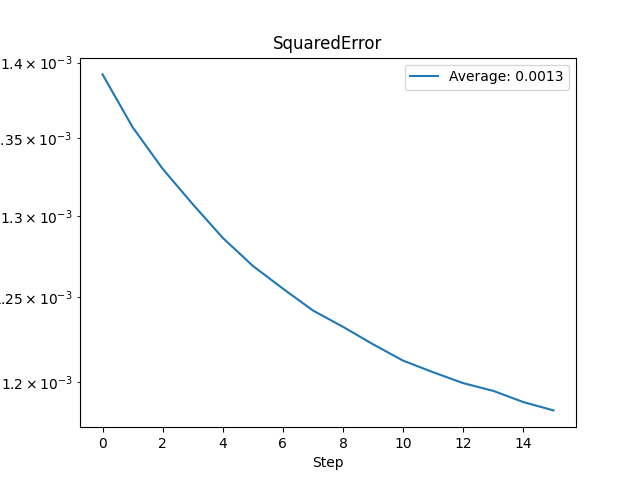 SquaredError
Average: 0.0013
1.4 × 10⁻³
.35 × 10⁻³
1.3 × 10⁻³
.25 × 10⁻³
1.2 × 10⁻³
0 2 4 6 8 10 12 14
Step